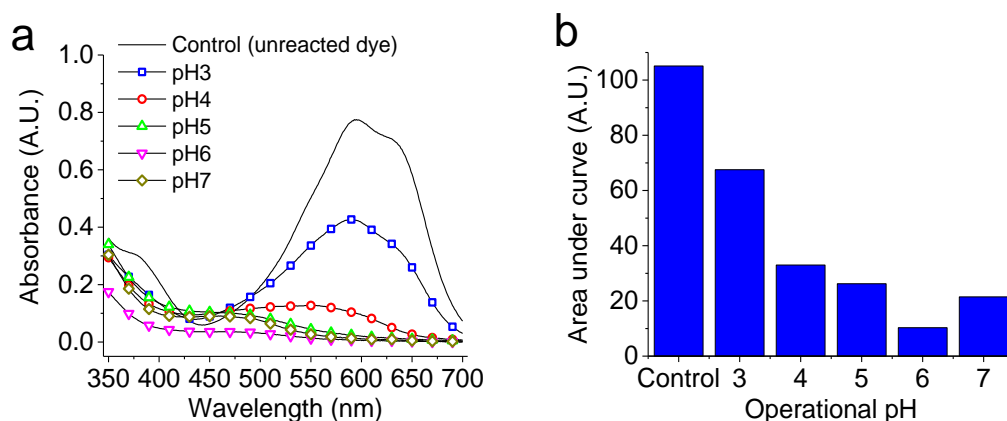 a
Control (unreacted dye)
pH3
pH4
pH5
pH6
pH7
1.0
0.8
0.6
0.4
0.2
0.0
Absorbance (A.U.)
350 400 450 500 550 600 650 700
Wavelength (nm)
b
100
80
60
40
20
0
Area under curve (A.U.)
Control 3 4 5 6 7
Operational pH